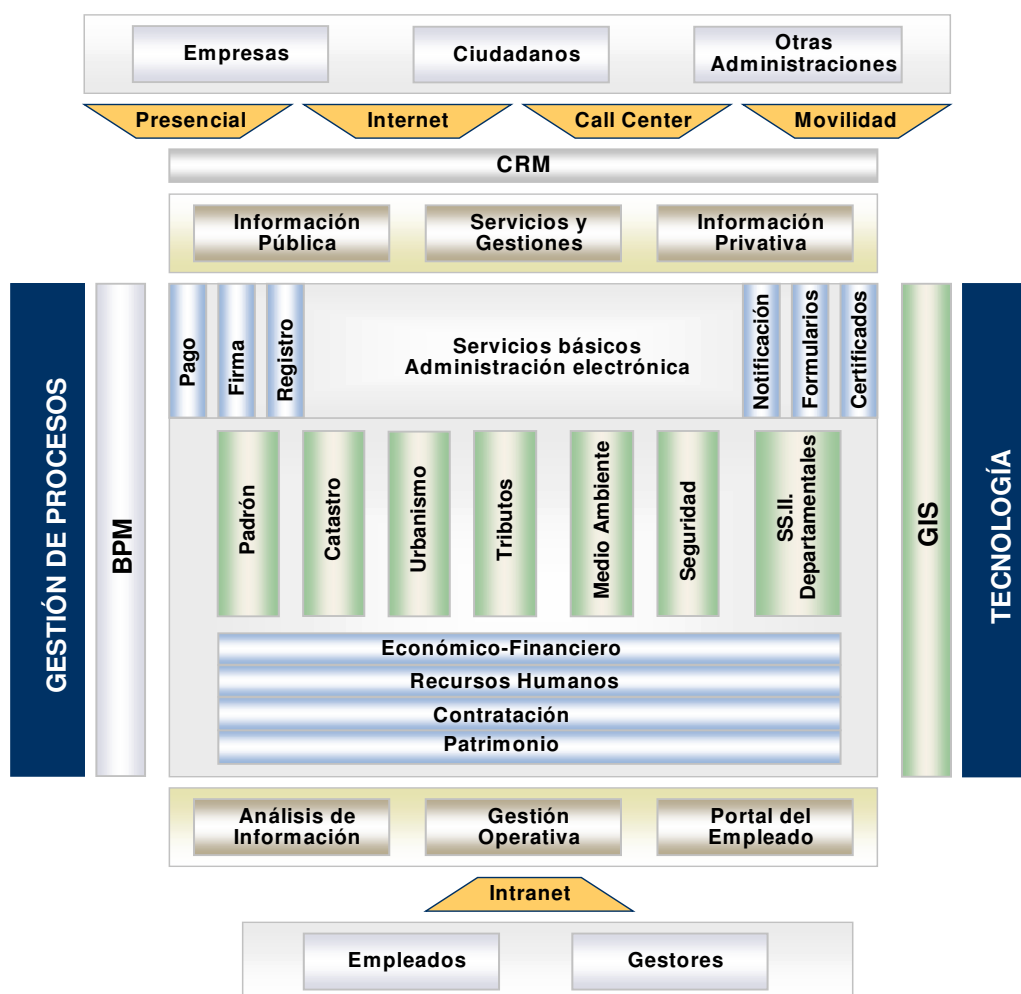 Empresas
Ciudadanos
Otras
Administraciones
Presencial
Internet
Call Center
Movilidad
CRM
Información
Pública
Servicios y
Gestiones
Información
Privativa
GESTIÓN DE PROCESOS
BPM
Pago
Firma
Registro
Servicios básicos
Administración electrónica
Notificación
Formularios
Certificados
Padrón
Catastro
Urbanismo
Tributos
Medio Ambiente
Seguridad
SS.II.
Departamentales
GIS
TECNOLOGÍA
Económico-Financiero
Recursos Humanos
Contratación
Patrimonio
Análisis de
Información
Gestión
Operativa
Portal del
Empleado
Intranet
Empleados
Gestores